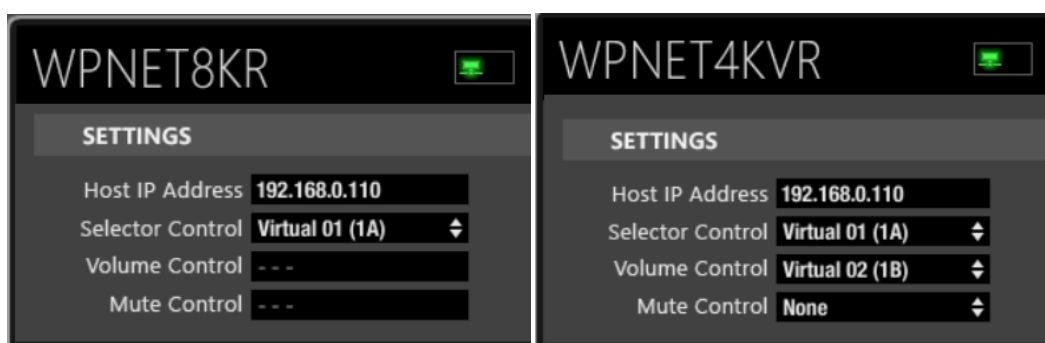 WPNET8KR
SETTINGS
Host IP Address 192.168.0.110
Selector Control Virtual 01 (1A)
Volume Control - - -
Mute Control - - -
WPNET4KVR
SETTINGS
Host IP Address 192.168.0.110
Selector Control Virtual 01 (1A)
Volume Control Virtual 02 (1B)
Mute Control None